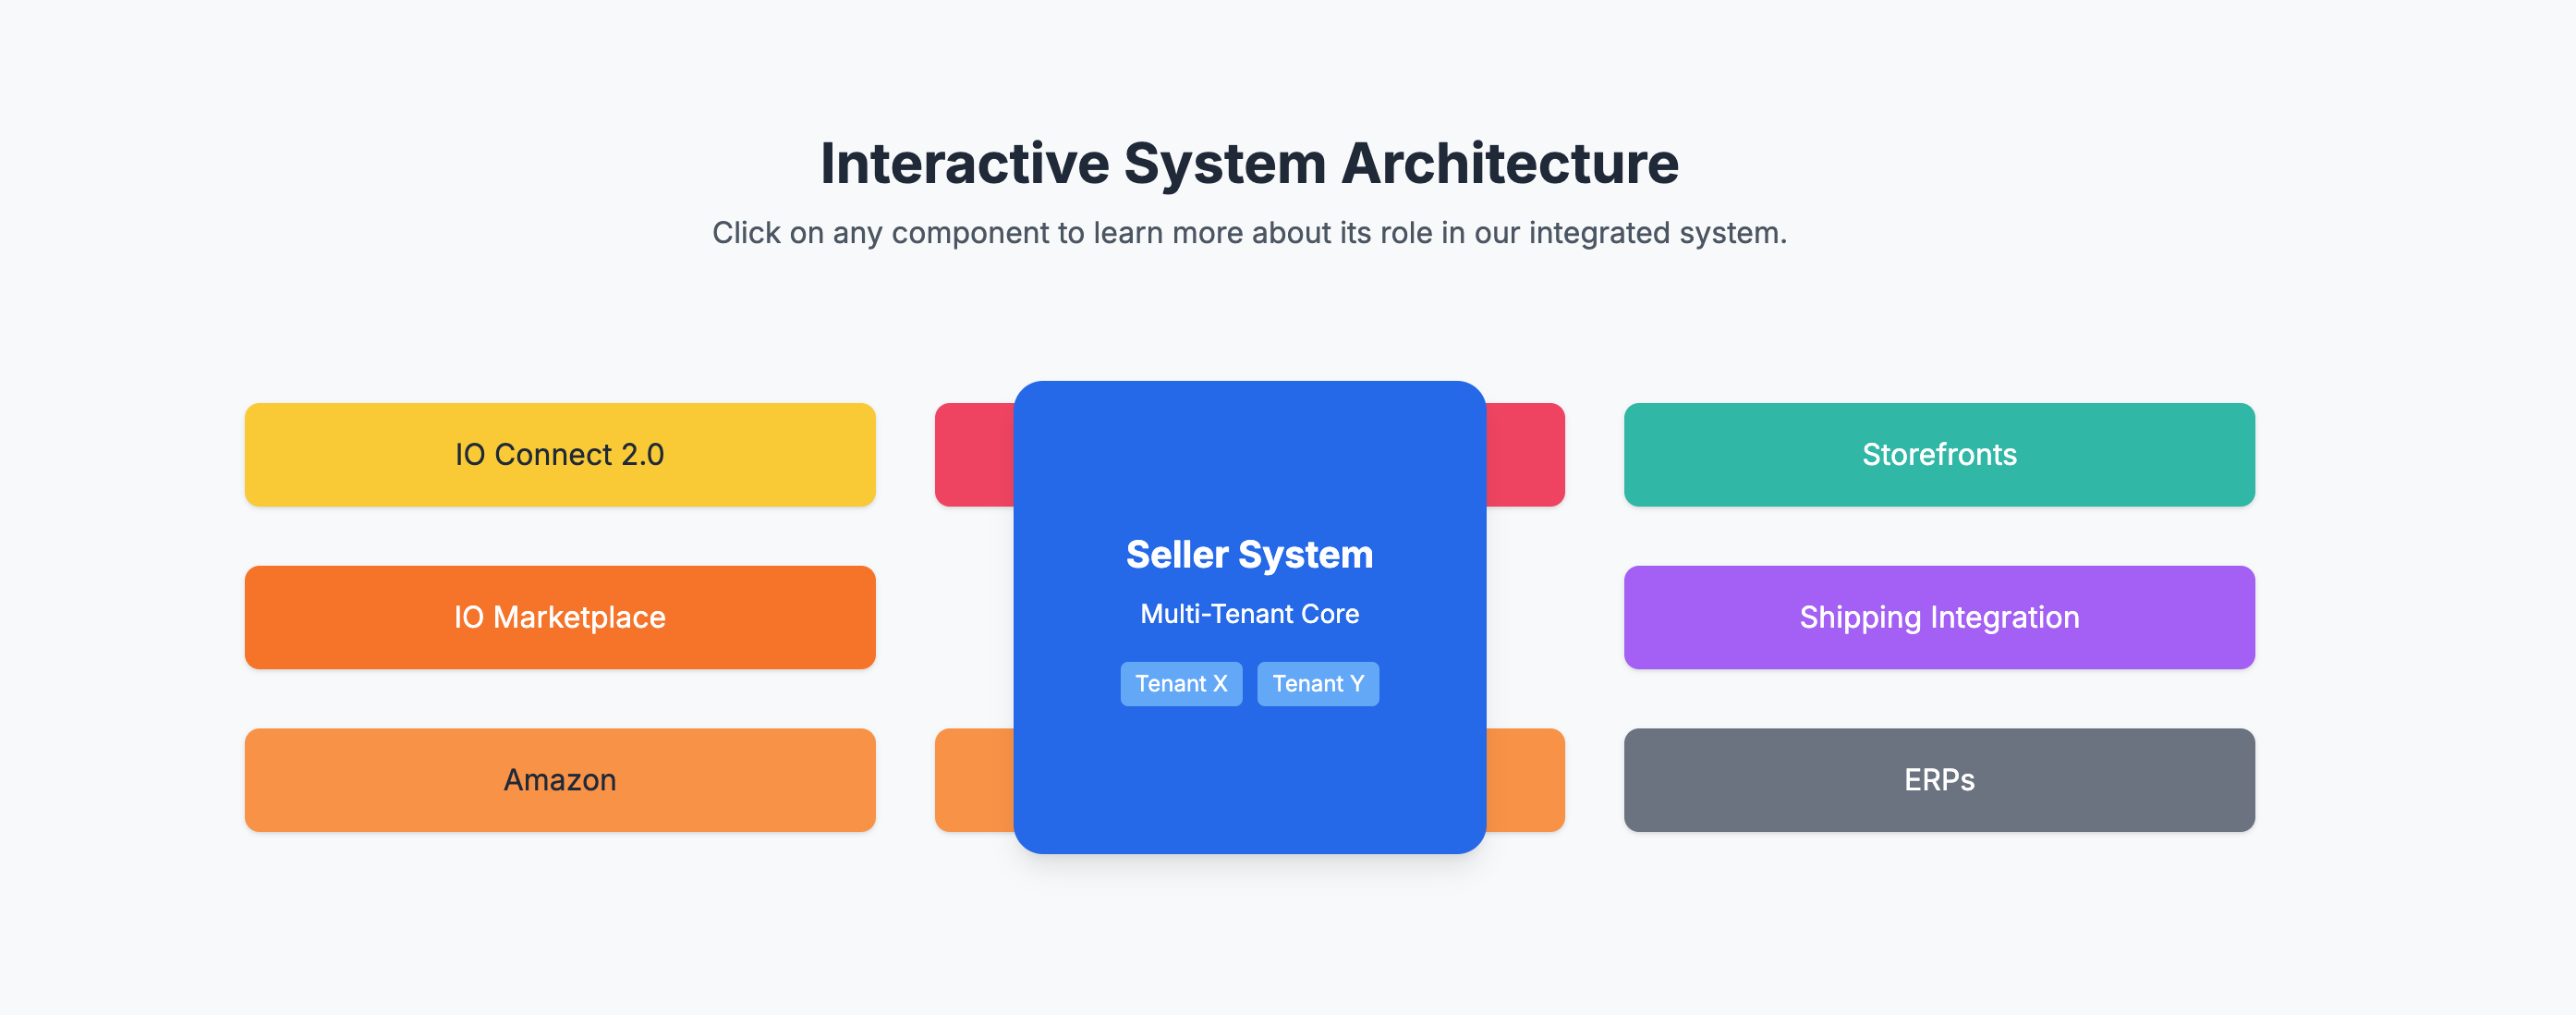 Interactive System Architecture
Click on any component to learn more about its role in our integrated system.
IO Connect 2.0
Storefronts
Seller System
IO Marketplace
Multi-Tenant Core
Shipping Integration
Tenant X
Tenant Y
Amazon
ERPs